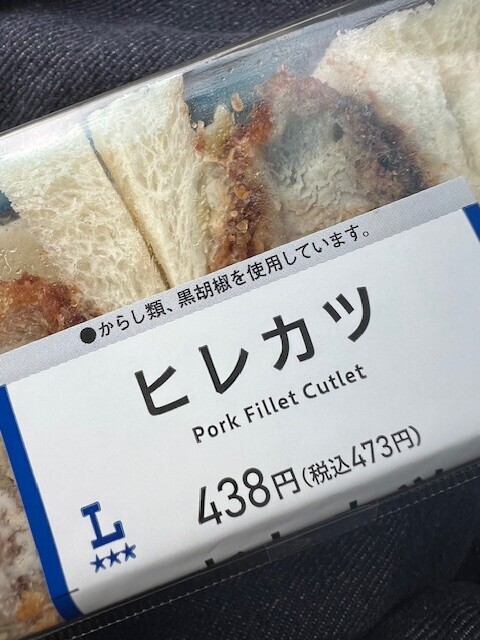 ●からし類、黒胡椒を使用しています。
ヒレカツ
Pork Fillet Cutlet
438円(税込473円)
L